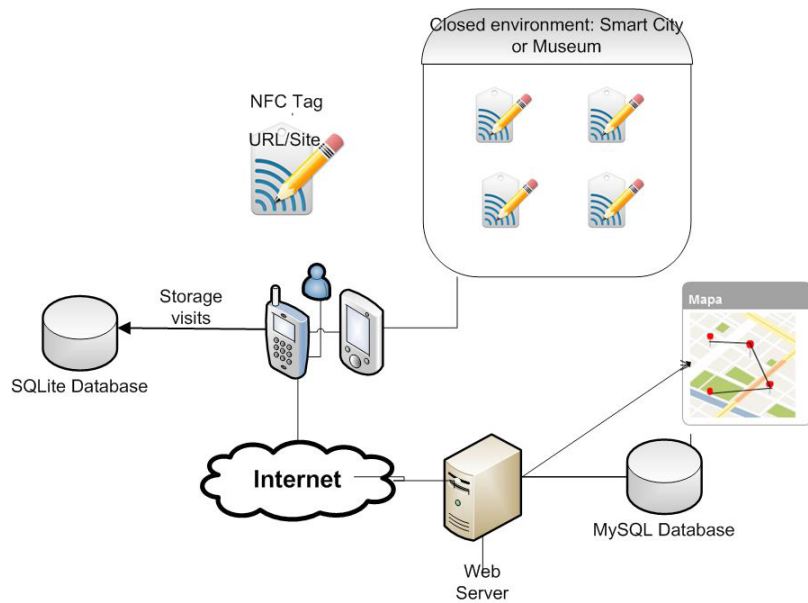 Closed environment: Smart City
or Museum
NFC Tag
URL/Site
Storage
visits
SQLite Database
Mapa
Internet
MySQL Database
Web
Server